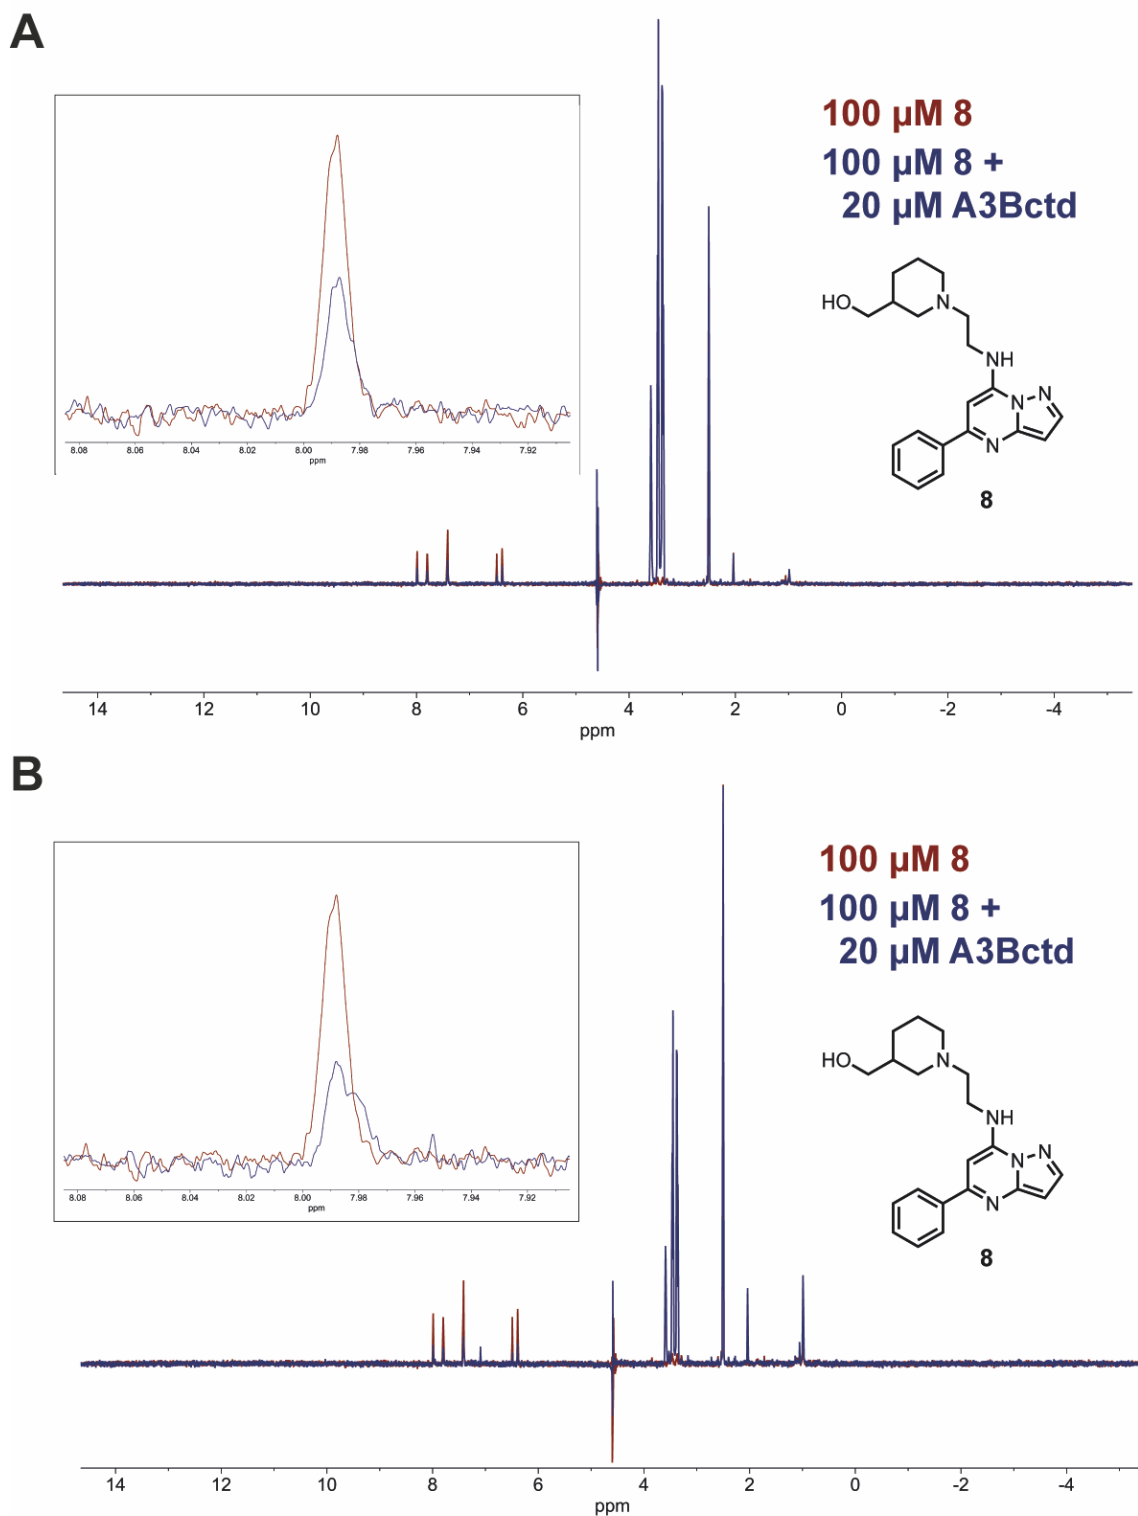 A
100 µM 8
100 µM 8 +
20 µM A3Bctd
HO
N
NH
N
N
N
8
8.08 8.06 8.04 8.02 8.00 7.98 7.96 7.94 7.92
ppm
14 12 10 8 6 4 2 0 -2 -4
ppm
B
100 µM 8
100 µM 8 +
20 µM A3Bctd
HO
N
NH
N
N
N
8
8.08 8.06 8.04 8.02 8.00 7.98 7.96 7.94 7.92
ppm
14 12 10 8 6 4 2 0 -2 -4
ppm